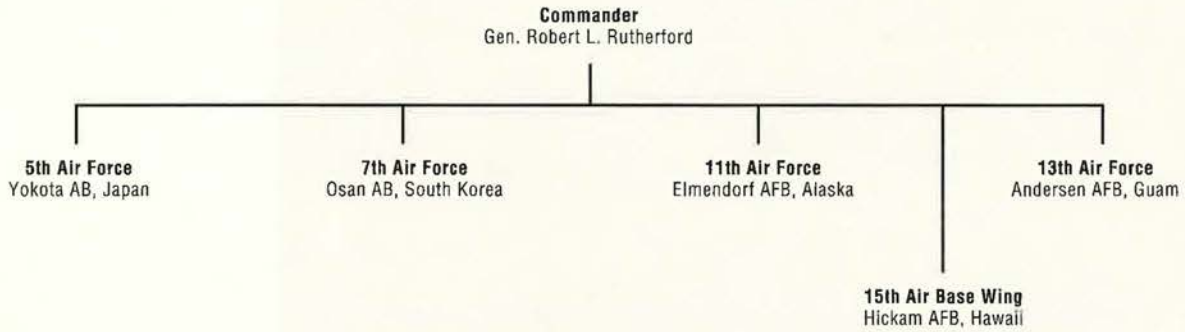 Commander
Gen. Robert L. Rutherford
5th Air Force
Yokota AB, Japan
7th Air Force
Osan AB, South Korea
11th Air Force
Elmendorf AFB, Alaska
13th Air Force
Andersen AFB, Guam
15th Air Base Wing
Hickam AFB, Hawaii